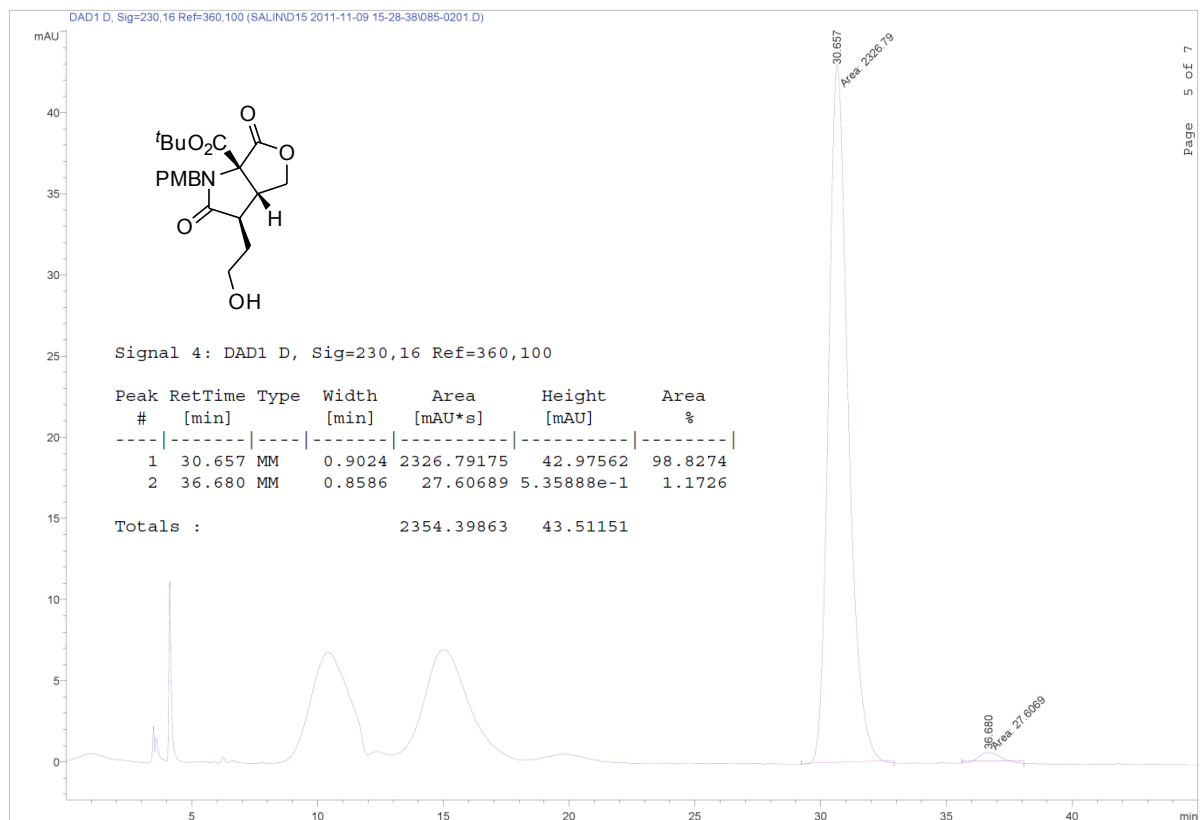 DAD1 D, Sig=230,16 Ref=360,100 (SALIN\D15 2011-11-09 15-28-38\085-0201.D)
mAU
30.657
Area: 2326.79
Page 5 of 7
40
35
30
25
20
15
10
5
0
O
O
ᵗBuO₂C
O
PMBN
H
O
OH
Signal 4: DAD1 D, Sig=230,16 Ref=360,100
Peak RetTime Type Width Area Height Area
# [min] [min] [mAU*s] [mAU] %
----|-------|----|-------|----------|----------|--------|
1 30.657 MM 0.9024 2326.79175 42.97562 98.8274
2 36.680 MM 0.8586 27.60689 5.35888e-1 1.1726
Totals : 2354.39863 43.51151
36.680
Area: 27.6069
5 10 15 20 25 30 35 40 min